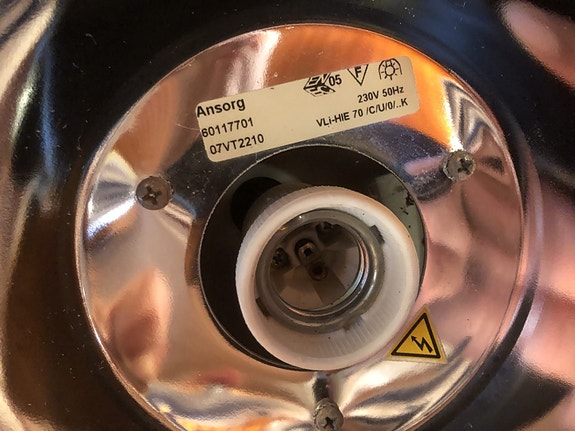 Ansorg
60117701
07VT2210
05
F
230V 50Hz
VLi-HIE 70 /C/U/0/..K